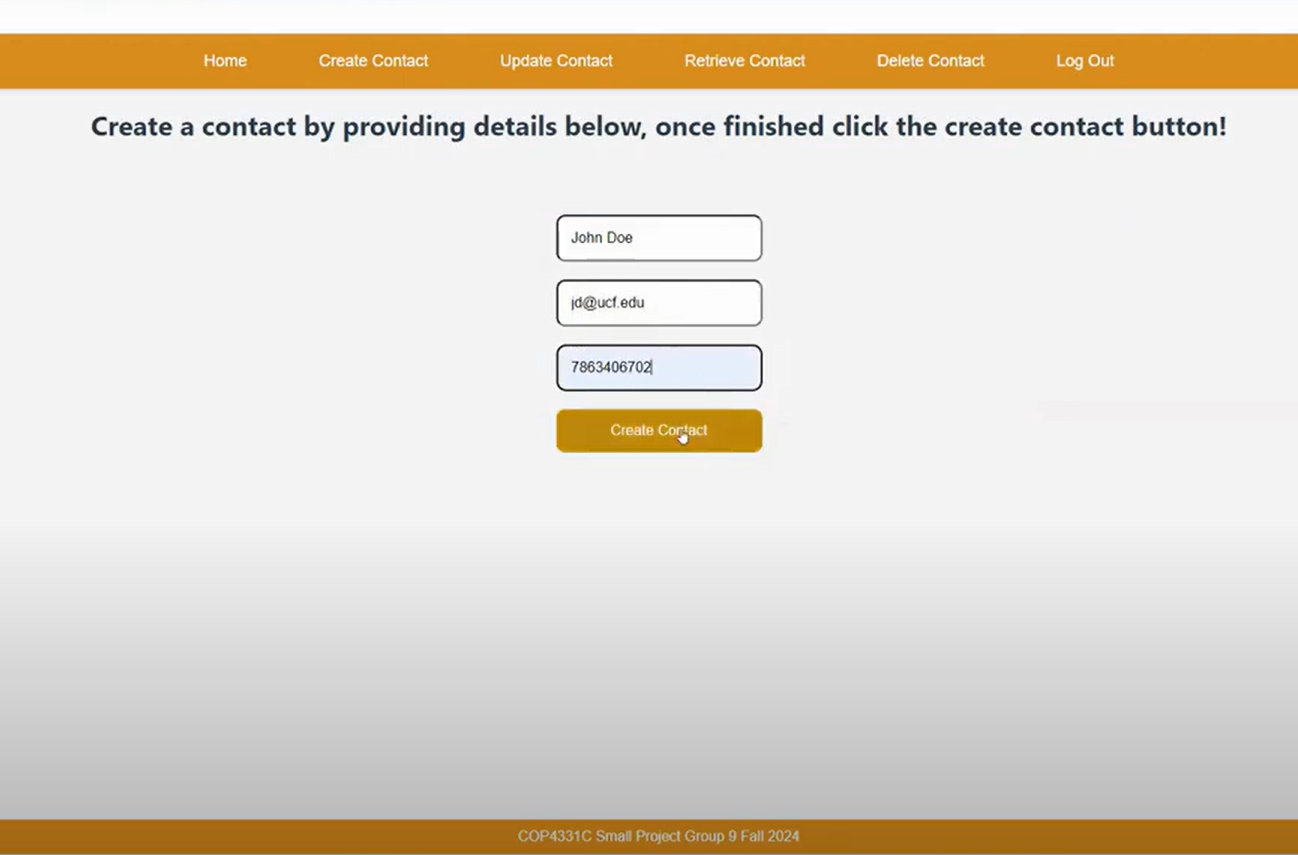 Home Create Contact Update Contact Retrieve Contact Delete Contact Log Out
Create a contact by providing details below, once finished click the create contact button!
John Doe
jd@ucf.edu
7863406702
Create Contact
COP4331C Small Project Group 9 Fall 2024